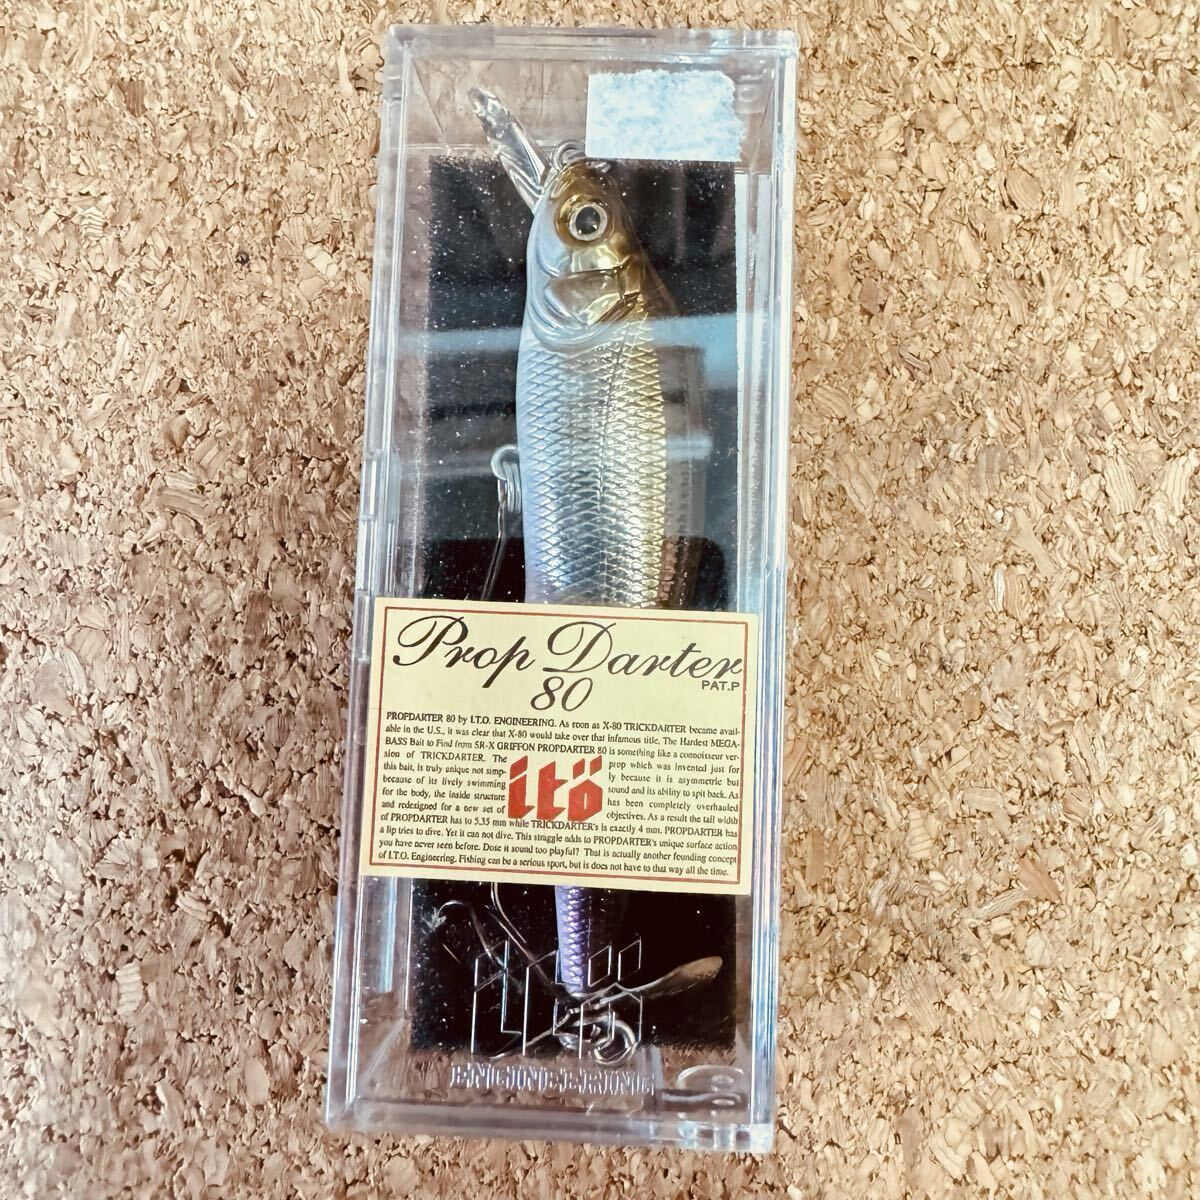 Prop Darter
PAT.P
80
PROPDARTER 80 by I.T.O. ENGINEERING. As soon as X-80 TRICKDARTER became avail-
able in the U.S., it was clear that X-80 would take over that infamous title, The Hardest MEGA-
BASS Bait to Find from SR-X GRIFFON PROPDARTER 80 is something like a connoisseur ver-
sion of TRICKDARTER. The prop which was invented just for
this bait, is truly unique not simp- ly because it is asymmetric but
because of its lively swimming sound and its ability to spit back. As
for the body, the inside structure has been completely overhauled
and redesigned for a new set of objectives. As a result the tail width
of PROPDARTER has to 5.35 mm while TRICKDARTER's is exactly 4 mm. PROPDARTER has
a lip tries to dive. Yet it can not dive. This straggle adds to PROPDARTER's unique surface action
you have never seen before. Dose it sound too playful? That is actually another founding concept
of I.T.O. Engineering. Fishing can be a serious sport, but is does not have to that way all the time.
itö
itö
ENGINEERING